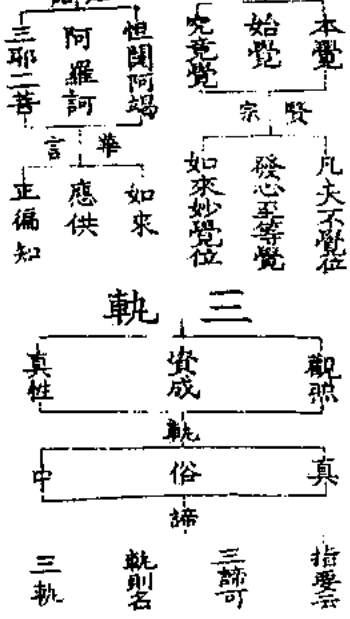 本覺
始覺
究竟覺
賢宗
凡夫不覺位
發心至等覺
如來妙覺位
怛闥阿竭
阿羅訶
三耶二菩
華言
如來
應供
正徧知
三軌
觀照
資成
真性
軌
真
俗
中
諦
指要云
三諦可
軌則名
三軌